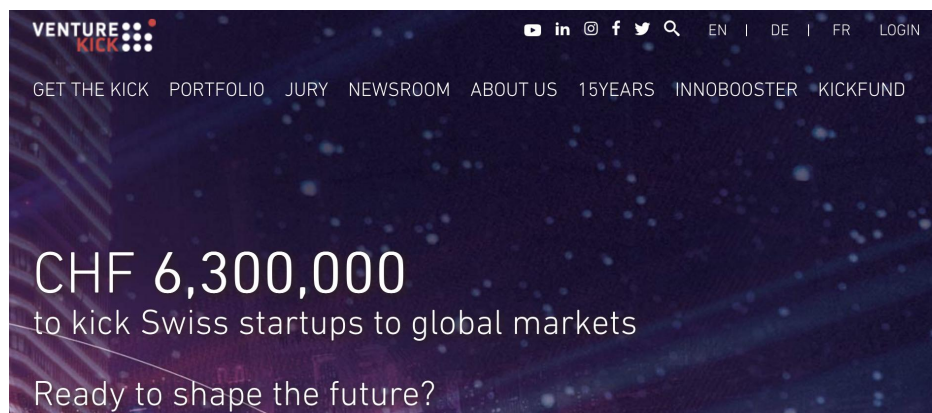 VENTURE
KICK
EN | DE | FR LOGIN
GET THE KICK PORTFOLIO JURY NEWSROOM ABOUT US 15YEARS INNOBOOSTER KICKFUND
CHF 6,300,000
to kick Swiss startups to global markets
Ready to shape the future?